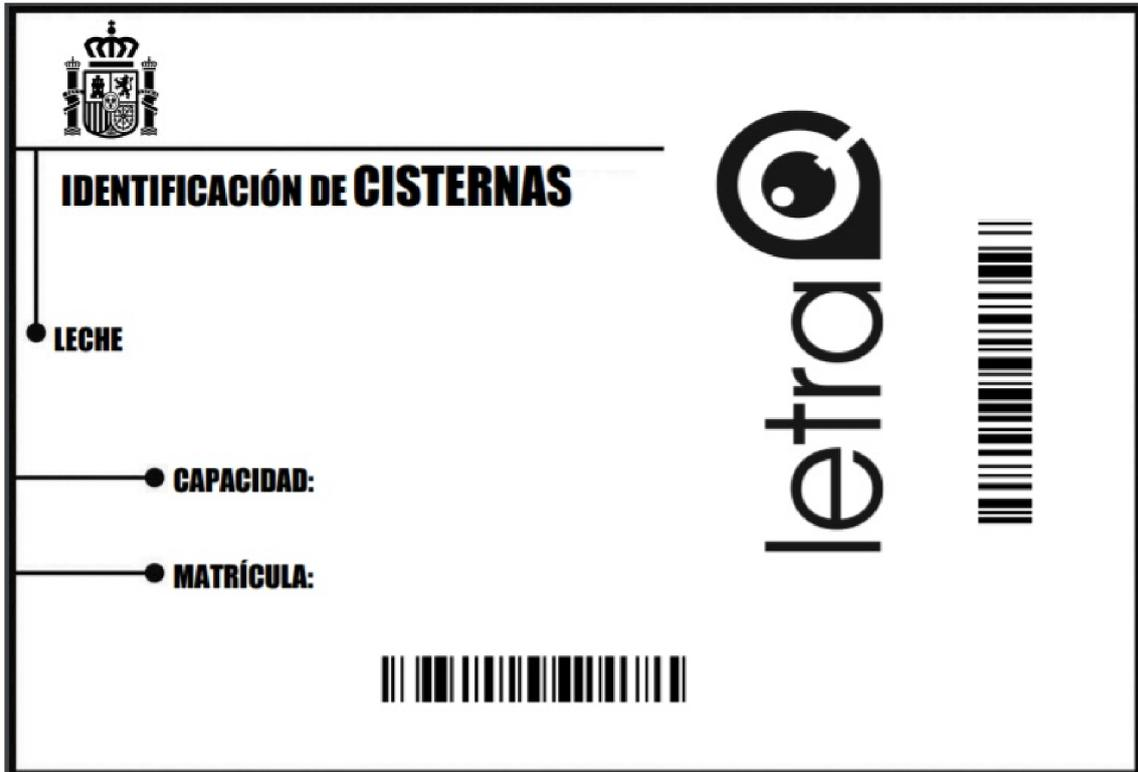 IDENTIFICACIÓN DE CISTERNAS
LECHE
CAPACIDAD:
MATRÍCULA:
letra Q